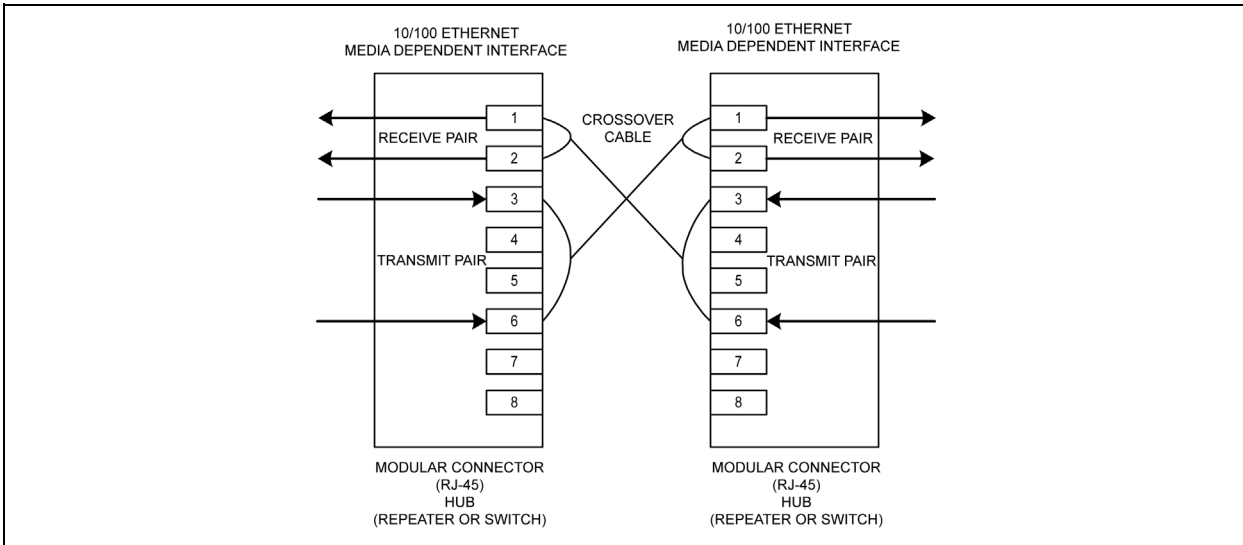 10/100 ETHERNET
MEDIA DEPENDENT INTERFACE
10/100 ETHERNET
MEDIA DEPENDENT INTERFACE
1
RECEIVE PAIR
2
3
4
TRANSMIT PAIR
5
6
7
8
CROSSOVER
CABLE
1
RECEIVE PAIR
2
3
4
TRANSMIT PAIR
5
6
7
8
MODULAR CONNECTOR
(RJ-45)
HUB
(REPEATER OR SWITCH)
MODULAR CONNECTOR
(RJ-45)
HUB
(REPEATER OR SWITCH)